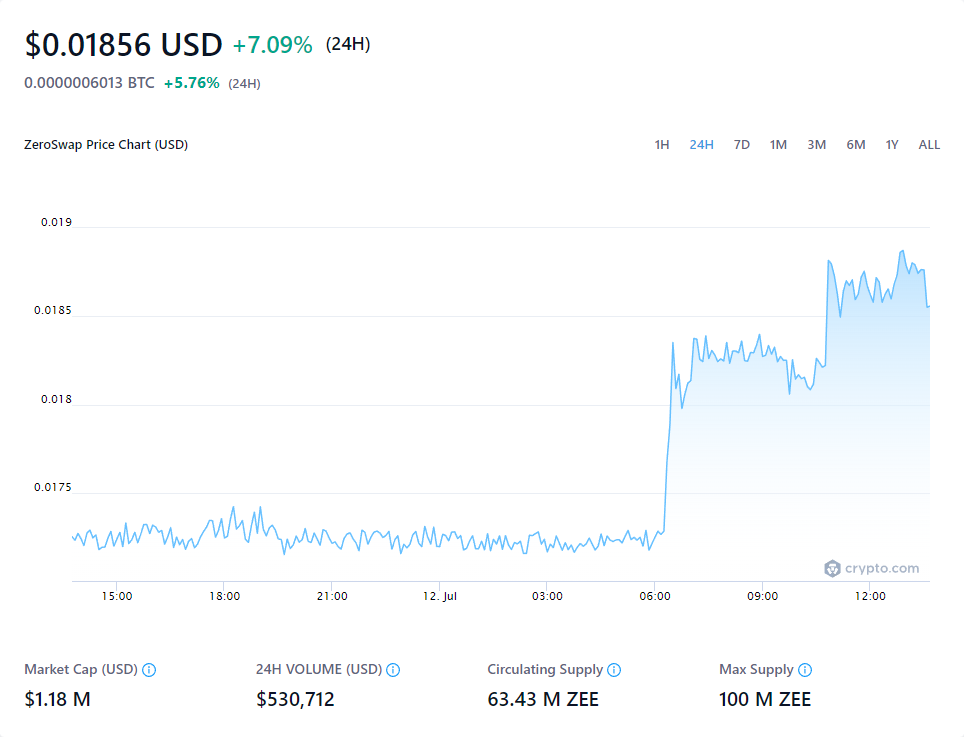 $0.01856 USD +7.09% (24H)
0.0000006013 BTC +5.76% (24H)
ZeroSwap Price Chart (USD) 1H 24H 7D 1M 3M 6M 1Y ALL
0.019
0.0185
0.018
0.0175
crypto.com
15:00 18:00 21:00 12. Jul 03:00 06:00 09:00 12:00
Market Cap (USD) 24H VOLUME (USD) Circulating Supply Max Supply
$1.18 M $530,712 63.43 M ZEE 100 M ZEE